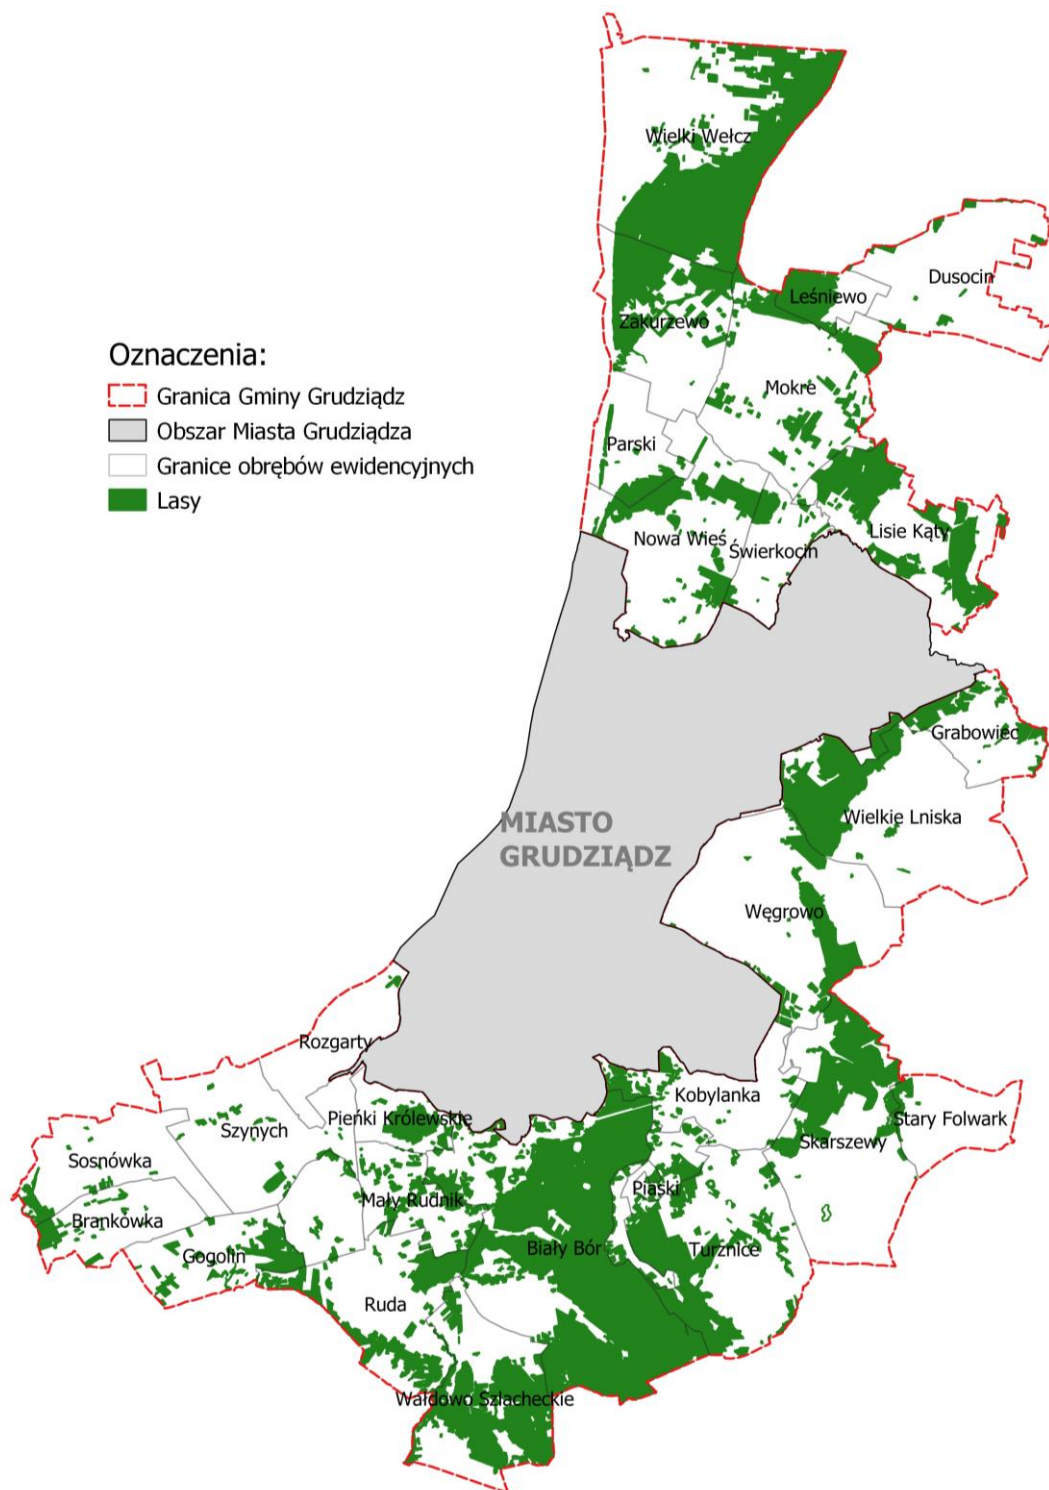 Wielki Wełcz
Dusocin
Leśniewo
Zakurzewo
Oznaczenia:
Granica Gminy Grudziądz
Obszar Miasta Grudziądza
Granice obrębów ewidencyjnych
Lasy
Mokre
Parski
Nowa Wieś
Świerkocin
Lisie Kąty
Grabowiec
Wielkie Lniska
MIASTO
GRUDZIĄDZ
Węgrowo
Rozgarty
Kobylanka
Pieńki Królewskie
Szynych
Stary Folwark
Skarszewy
Sosnówka
Piaski
Mały Rudnik
Brankówka
Biały Bór
Turznice
Gogolin
Ruda
Wałdowo Szlacheckie